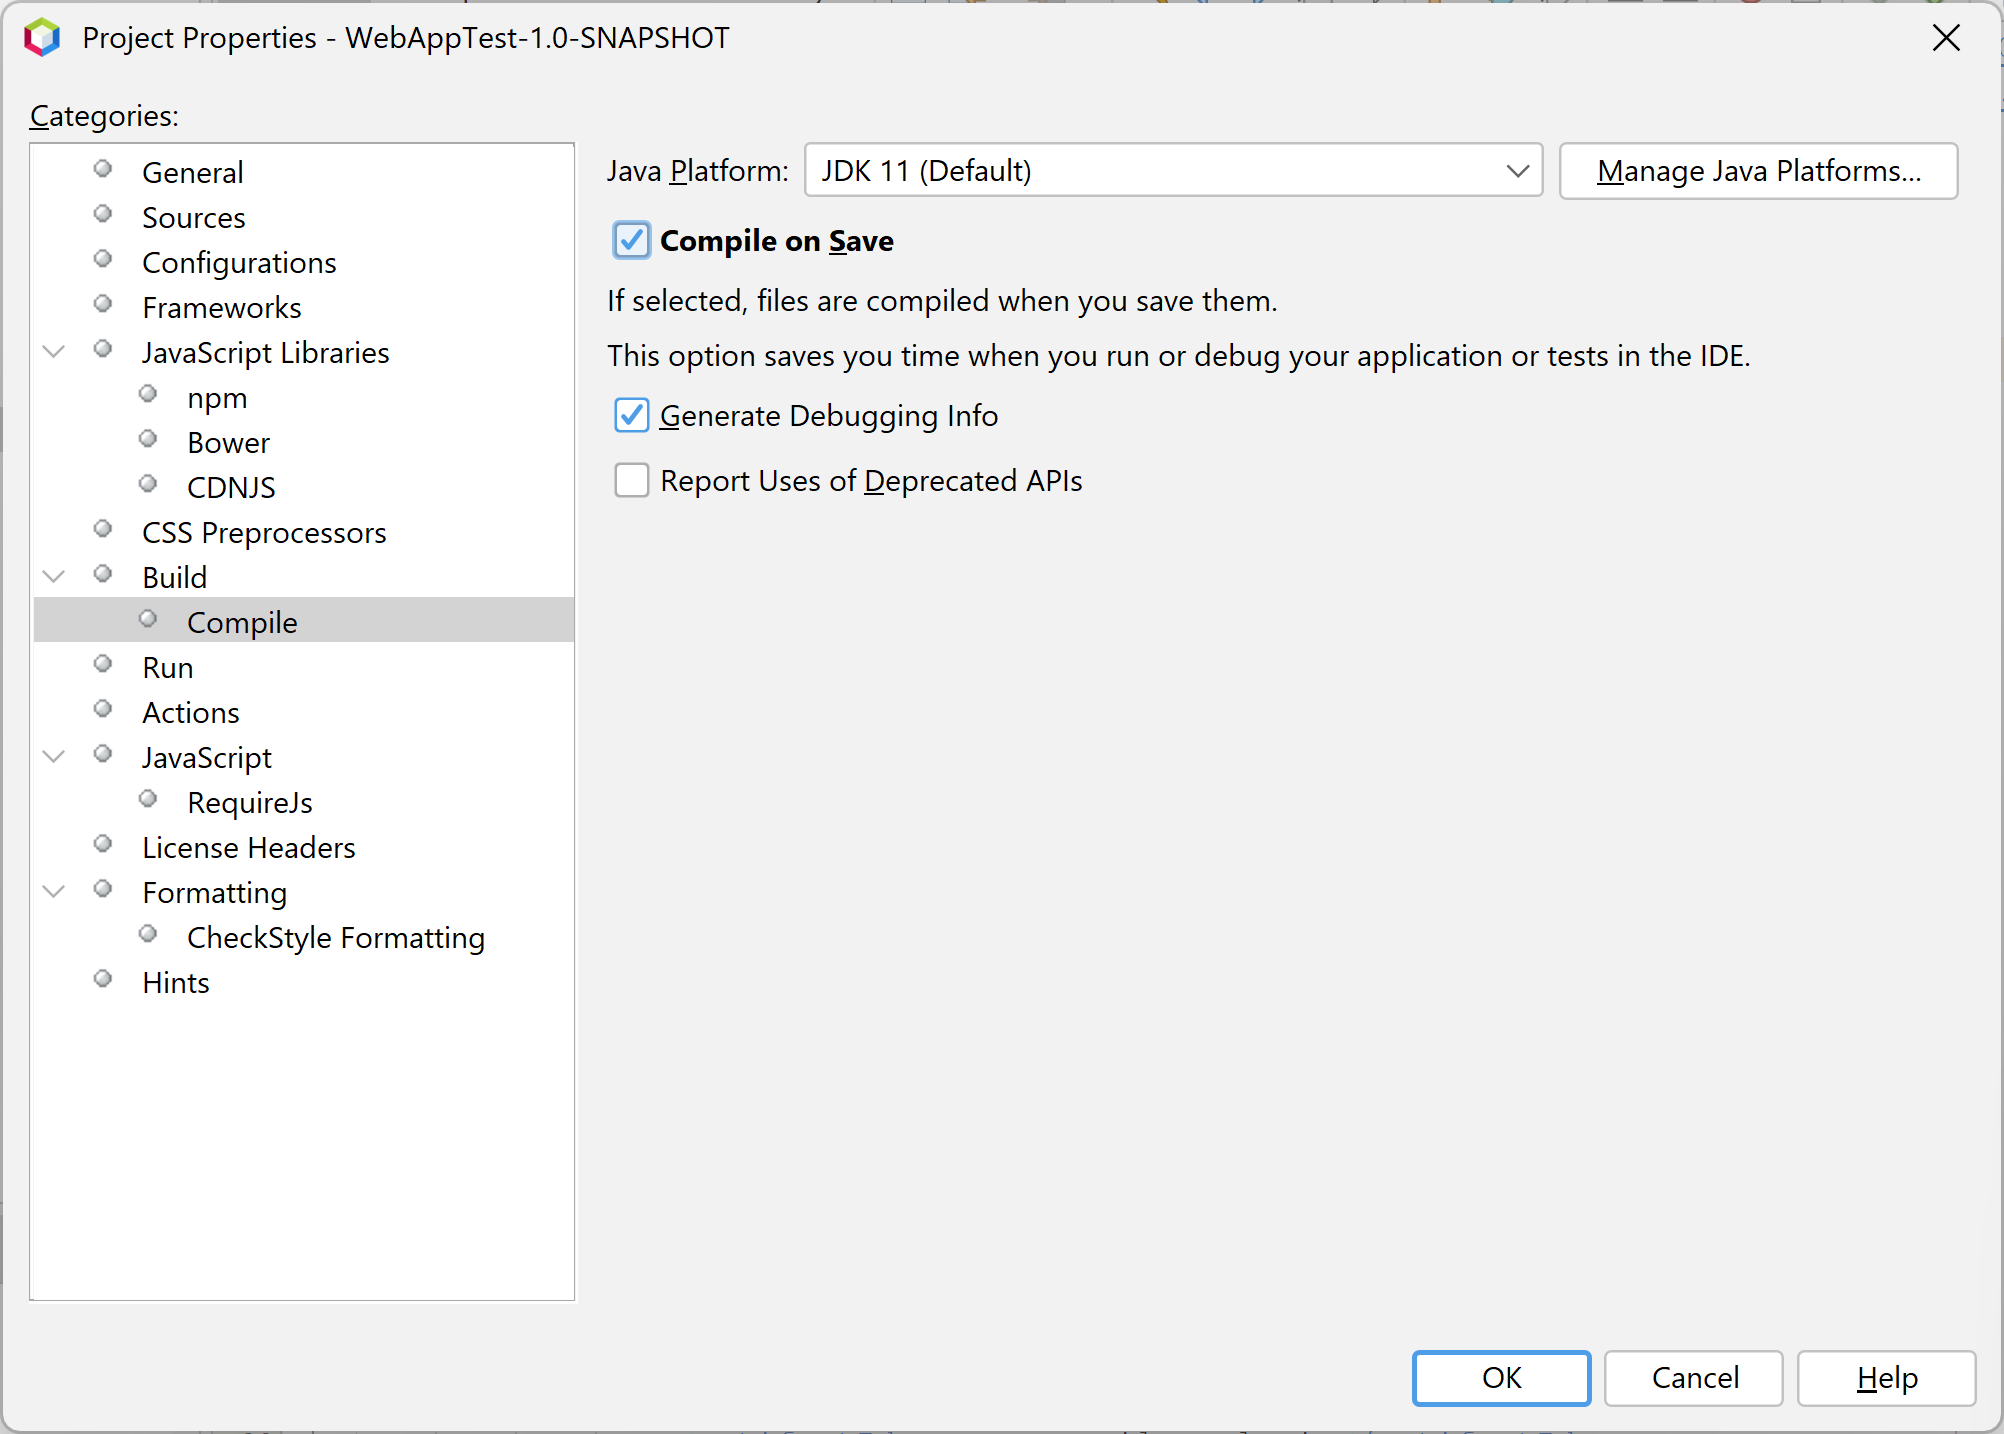 Project Properties - WebAppTest-1.0-SNAPSHOT
Categories:
General
Sources
Configurations
Frameworks
JavaScript Libraries
npm
Bower
CDNJS
CSS Preprocessors
Build
Compile
Run
Actions
JavaScript
RequireJs
License Headers
Formatting
CheckStyle Formatting
Hints
Java Platform: JDK 11 (Default) Manage Java Platforms...
Compile on Save
If selected, files are compiled when you save them.
This option saves you time when you run or debug your application or tests in the IDE.
Generate Debugging Info
Report Uses of Deprecated APIs
OK Cancel Help